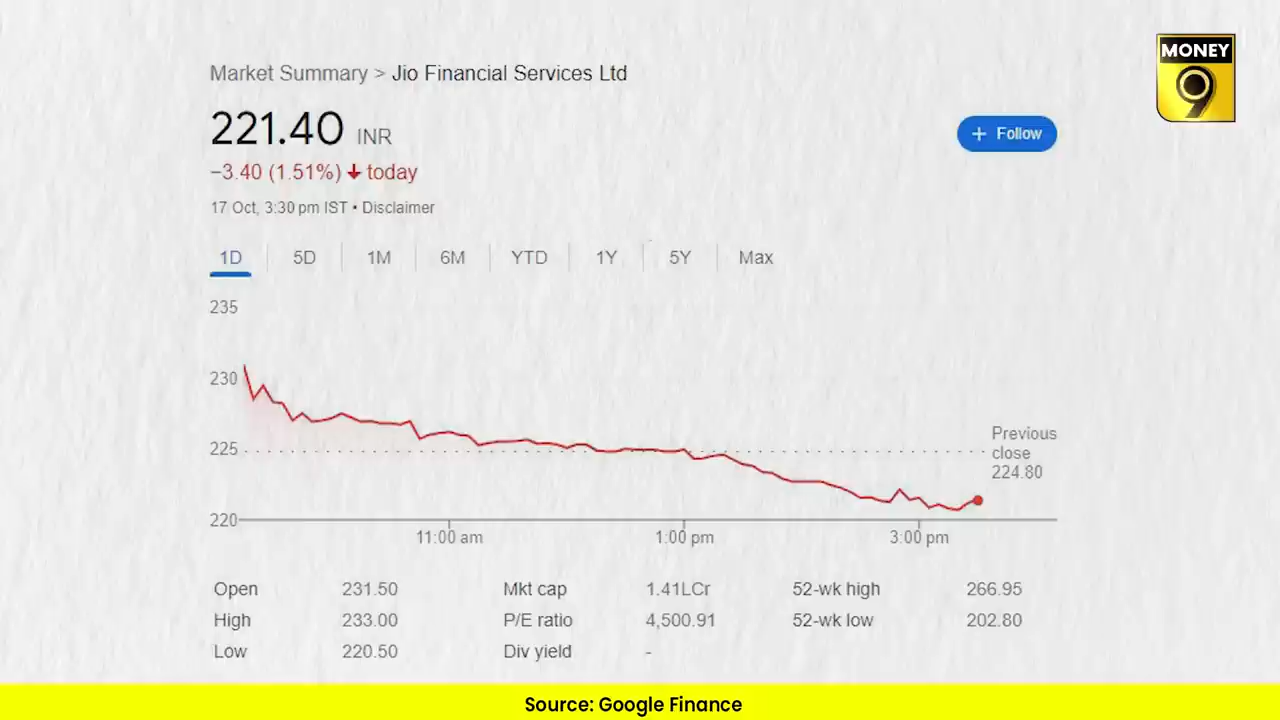 MONEY
9
Market Summary > Jio Financial Services Ltd
221.40 INR
+ Follow
−3.40 (1.51%) ↓ today
17 Oct, 3:30 pm IST • Disclaimer
1D 5D 1M 6M YTD 1Y 5Y Max
235
230
225
220
Previous
close
224.80
11:00 am 1:00 pm 3:00 pm
Open 231.50 Mkt cap 1.41LCr 52-wk high 266.95
High 233.00 P/E ratio 4,500.91 52-wk low 202.80
Low 220.50 Div yield -
Source: Google Finance